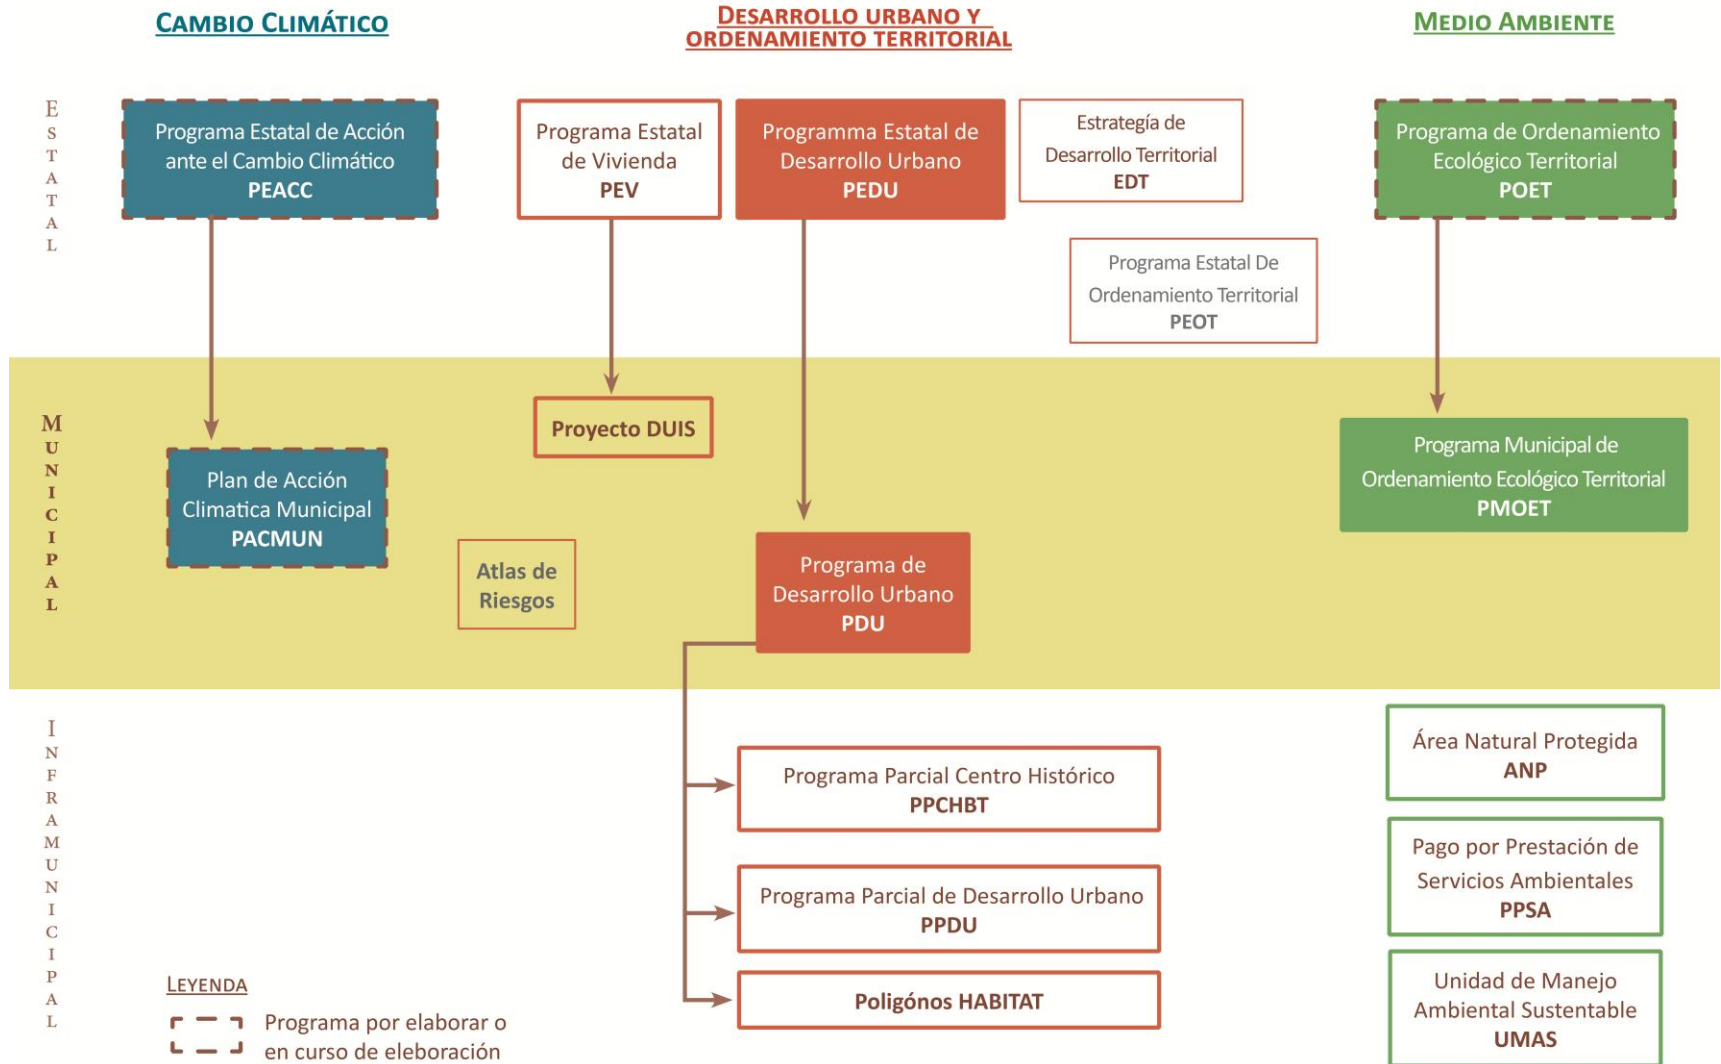 CAMBIO CLIMÁTICO
DESARROLLO URBANO Y
ORDENAMIENTO TERRITORIAL
MEDIO AMBIENTE
ESTATAL
Programa Estatal de Acción
ante el Cambio Climático
PEACC
Programa Estatal
de Vivienda
PEV
Programma Estatal de
Desarrollo Urbano
PEDU
Estrategía de
Desarrollo Territorial
EDT
Programa de Ordenamiento
Ecológico Territorial
POET
Programa Estatal De
Ordenamiento Territorial
PEOT
MUNICIPAL
Proyecto DUIS
Plan de Acción
Climatica Municipal
PACMUN
Atlas de
Riesgos
Programa de
Desarrollo Urbano
PDU
Programa Municipal de
Ordenamiento Ecológico Territorial
PMOET
INFRAMUNICIPAL
Programa Parcial Centro Histórico
PPCHBT
Programa Parcial de Desarrollo Urbano
PPDU
Poligónos HABITAT
Área Natural Protegida
ANP
Pago por Prestación de
Servicios Ambientales
PPSA
Unidad de Manejo
Ambiental Sustentable
UMAS
LEYENDA
Programa por elaborar o
en curso de eleboración